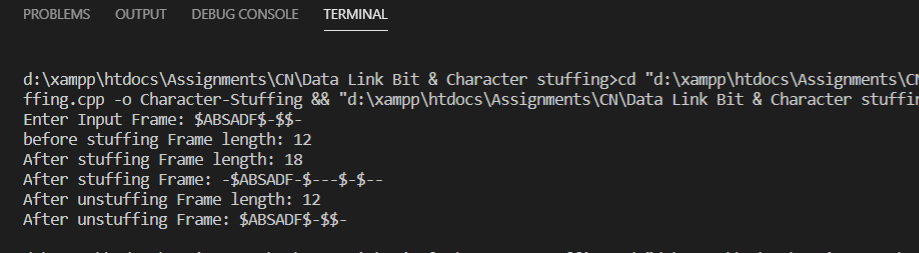 PROBLEMS OUTPUT DEBUG CONSOLE TERMINAL
d:\xampp\htdocs\Assignments\CN\Data Link Bit & Character stuffing>cd "d:\xampp\htdocs\Assignments\CN
ffing.cpp -o Character-Stuffing && "d:\xampp\htdocs\Assignments\CN\Data Link Bit & Character stuffin
Enter Input Frame: $ABSADF$-$$-
before stuffing Frame length: 12
After stuffing Frame length: 18
After stuffing Frame: -$ABSADF-$---$-$--
After unstuffing Frame length: 12
After unstuffing Frame: $ABSADF$-$$-